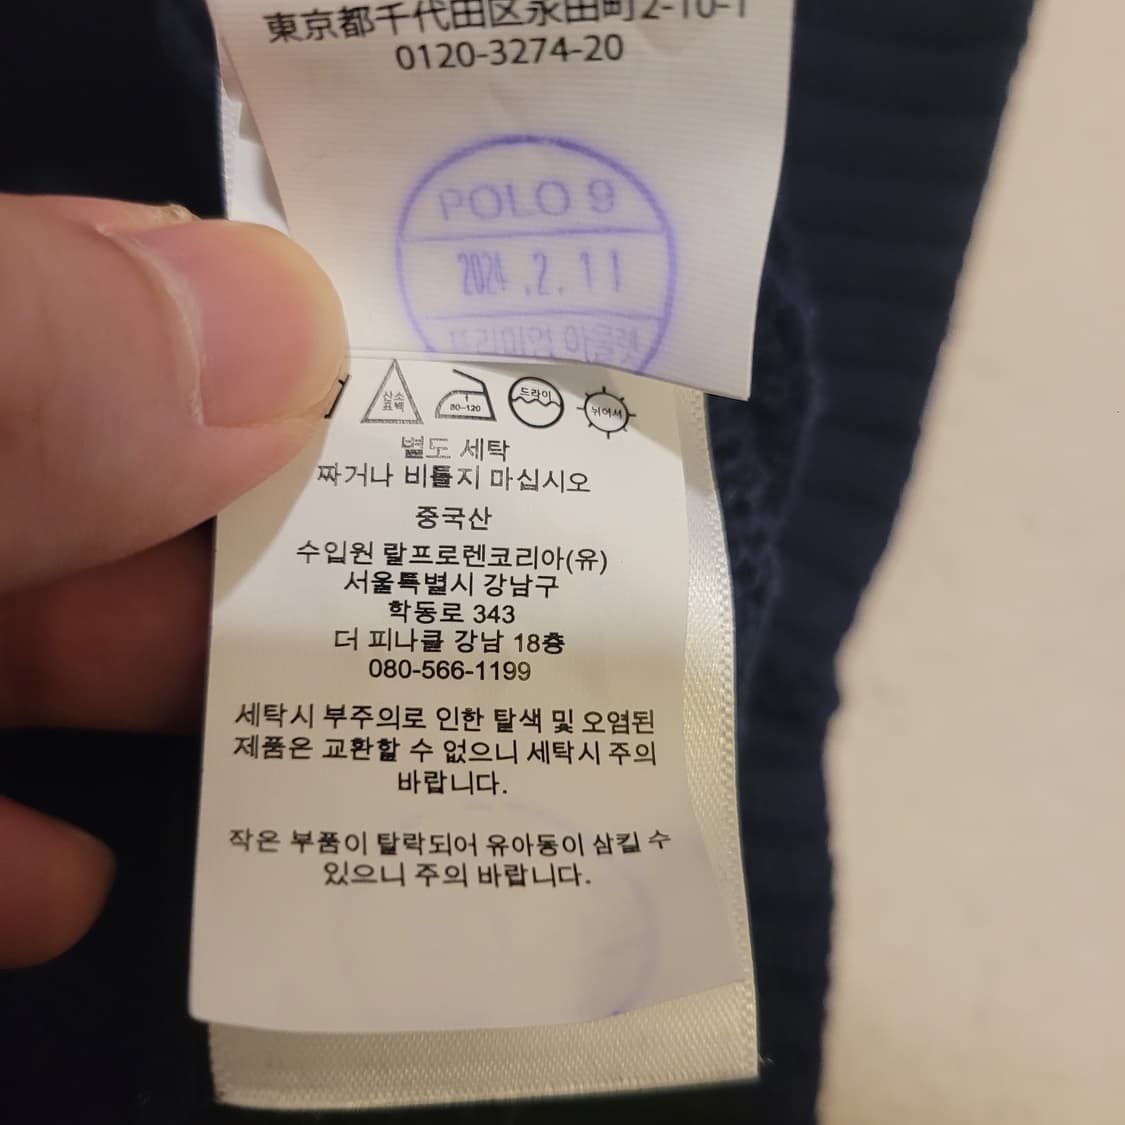 東京都千代田区永田町2-10-1
0120-3274-20
POLO 9
2024.2.11
프리미엄 아울렛
산소
표백
1
80-120
드라이
뉘어서
별도 세탁
짜거나 비틀지 마십시오
중국산
수입원 랄프로렌코리아(유)
서울특별시 강남구
학동로 343
더 피나클 강남 18층
080-566-1199
세탁시 부주의로 인한 탈색 및 오염된
제품은 교환할 수 없으니 세탁시 주의
바랍니다.
작은 부품이 탈락되어 유아동이 삼킬 수
있으니 주의 바랍니다.